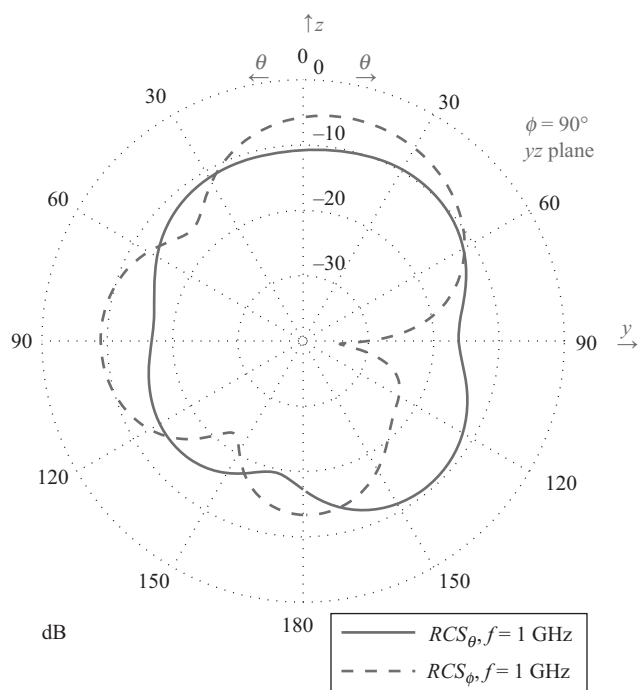 ↑z
0
θ ← 0 θ →
30 30
ϕ = 90°
yz plane
–10
60 60
–20
–30
90 90 y →
120 120
150 150
180
dB
RCSθ, f = 1 GHz
RCSϕ, f = 1 GHz